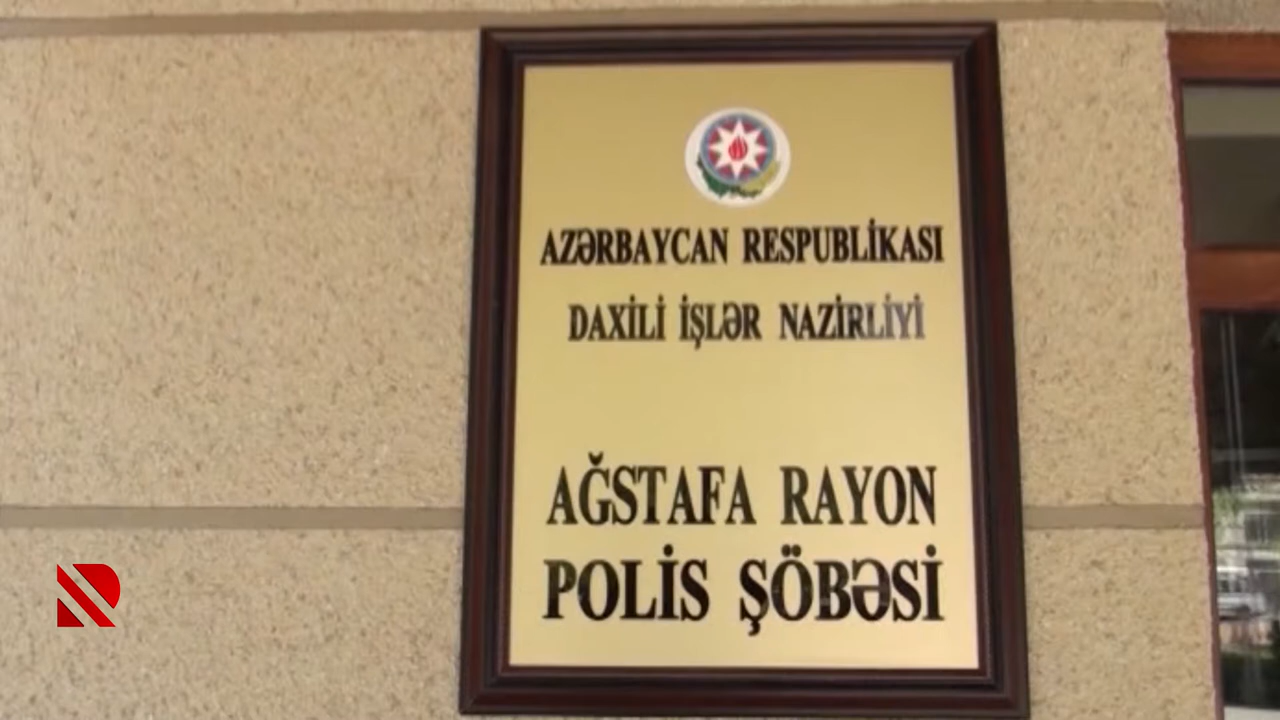 AZƏRBAYCAN RESPUBLİKASI
DAXİLİ İŞLƏR NAZİRLİYİ
AĞSTAFA RAYON
POLİS ŞÖBƏSİ